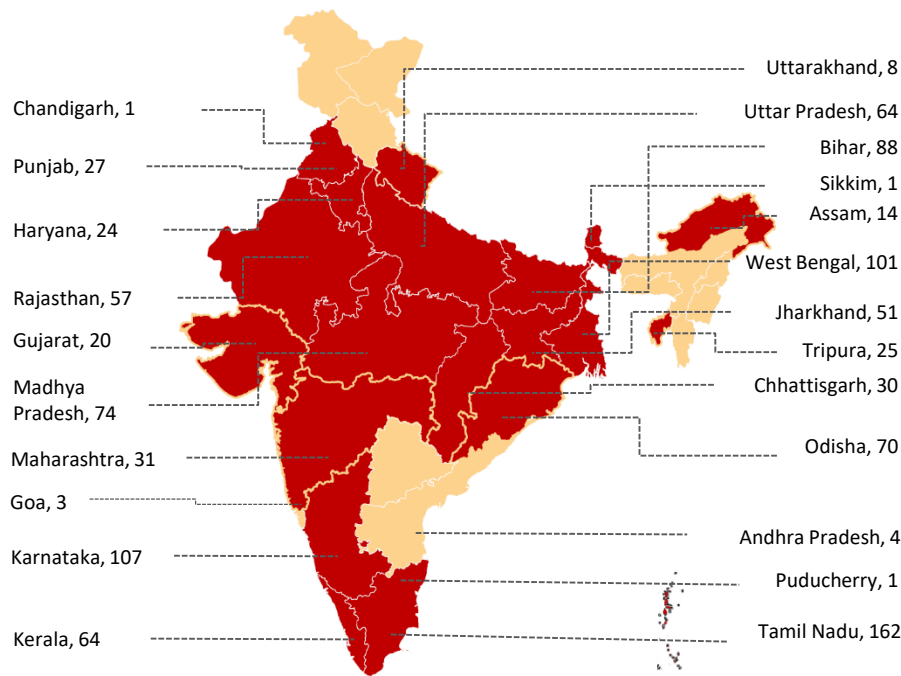 Chandigarh, 1
Punjab, 27
Haryana, 24
Rajasthan, 57
Gujarat, 20
Madhya
Pradesh, 74
Maharashtra, 31
Goa, 3
Karnataka, 107
Kerala, 64
Uttarakhand, 8
Uttar Pradesh, 64
Bihar, 88
Sikkim, 1
Assam, 14
West Bengal, 101
Jharkhand, 51
Tripura, 25
Chhattisgarh, 30
Odisha, 70
Andhra Pradesh, 4
Puducherry, 1
Tamil Nadu, 162